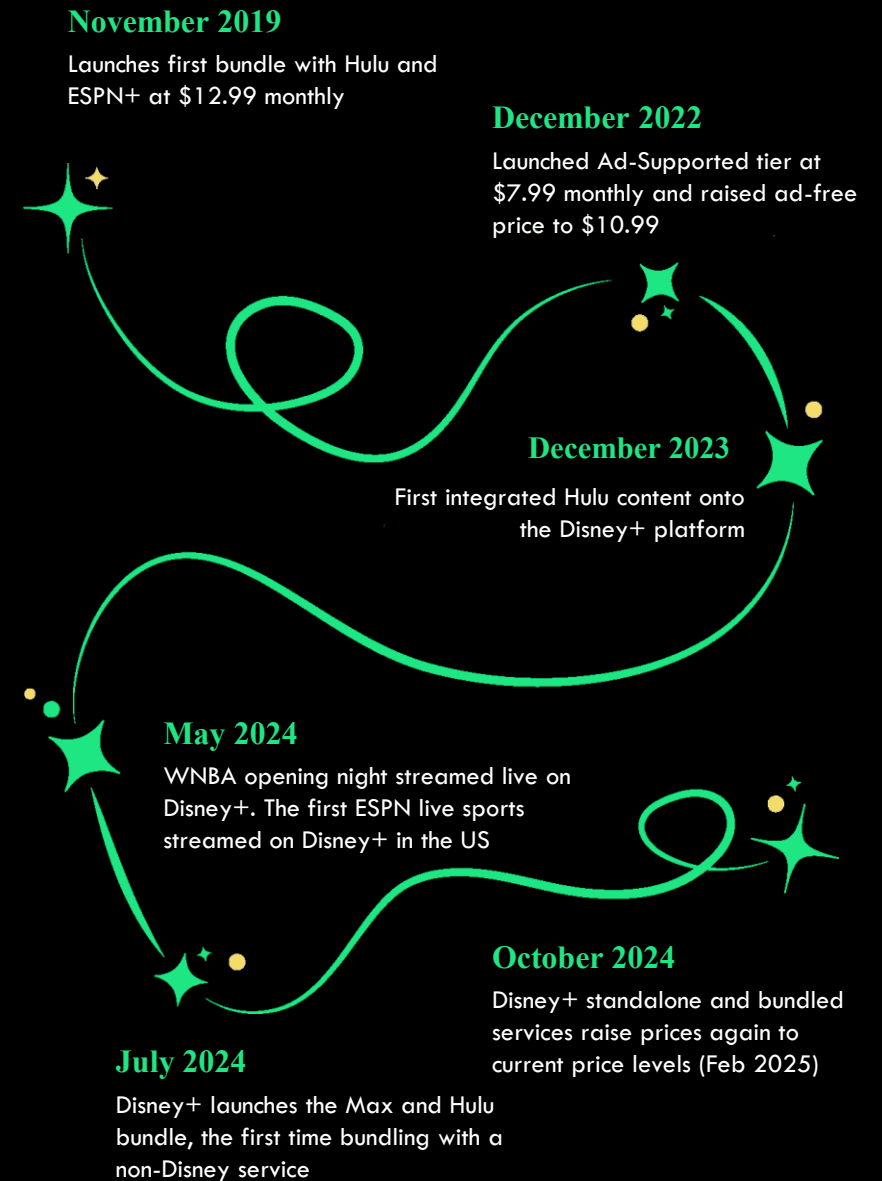 November 2019
Launches first bundle with Hulu and
ESPN+ at $12.99 monthly
December 2022
Launched Ad-Supported tier at
$7.99 monthly and raised ad-free
price to $10.99
December 2023
First integrated Hulu content onto
the Disney+ platform
May 2024
WNBA opening night streamed live on
Disney+. The first ESPN live sports
streamed on Disney+ in the US
July 2024
Disney+ launches the Max and Hulu
bundle, the first time bundling with a
non-Disney service
October 2024
Disney+ standalone and bundled
services raise prices again to
current price levels (Feb 2025)